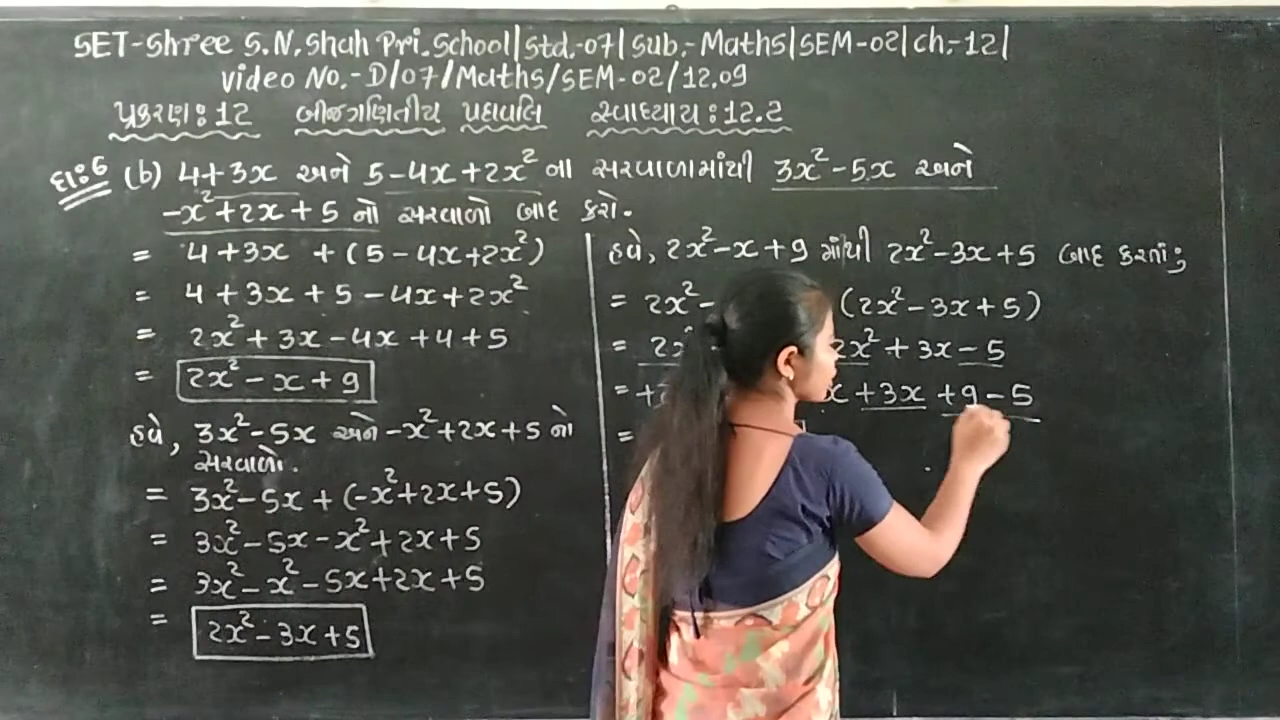 SET-Shree S.N. Shah Pri. School|Std.-07|Sub.-Maths|SEM-02|Ch.-12|
Video No.-D/07/Maths/SEM-02/12.09
પ્રકરણ : 12 બીજગણિતીય પદાવલિ સ્વાધ્યાય : 12.2
દા : 6 (b) 4+3x અને 5-4x+2x² ના સરવાળામાંથી 3x²-5x અને
-x²+2x+5 નો સરવાળો બાદ કરો.
= 4+3x +(5-4x+2x²)
= 4+3x+5-4x+2x²
= 2x²+3x-4x+4+5
= 2x²-x+9
હવે, 3x²-5x અને -x²+2x+5 નો
સરવાળો.
= 3x²-5x+(-x²+2x+5)
= 3x²-5x-x²+2x+5
= 3x²-x²-5x+2x+5
= 2x²-3x+5
હવે, 2x²-x+9 માંથી 2x²-3x+5 બાદ કરતાં;
= 2x²- (2x²-3x+5)
= 2x² 2x²+3x-5
=+2 x+3x+9-5
=